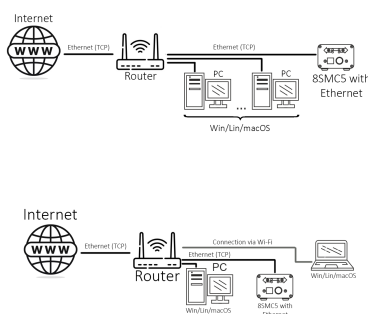 Internet
WWW
Ethernet (TCP)
Ethernet (TCP)
Router
PC
PC
...
8SMC5 with
Ethernet
Win/Lin/macOS
Internet
WWW
Ethernet (TCP)
Connection via Wi-Fi
Ethernet (TCP)
Router
PC
Win/Lin/macOS
Win/Lin/macOS
8SMC5 with
Ethernet